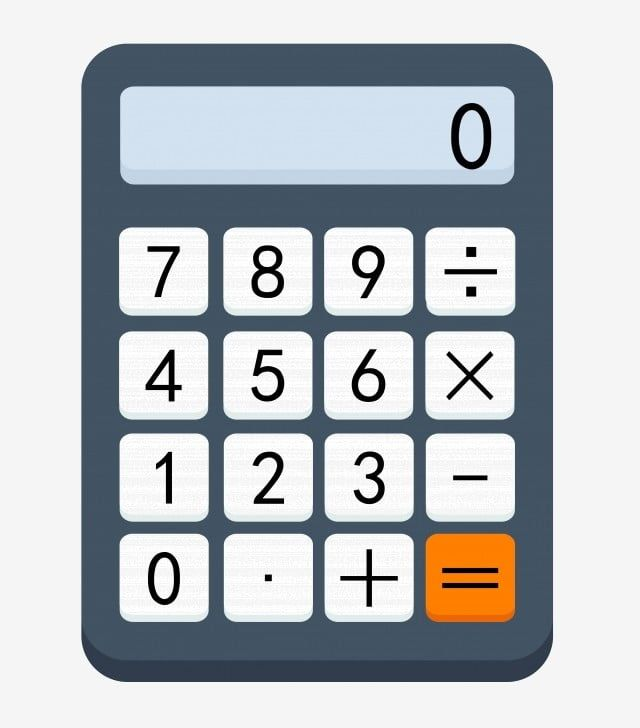 0
7 8 9 ÷
4 5 6 ×
1 2 3 −
0 . + =